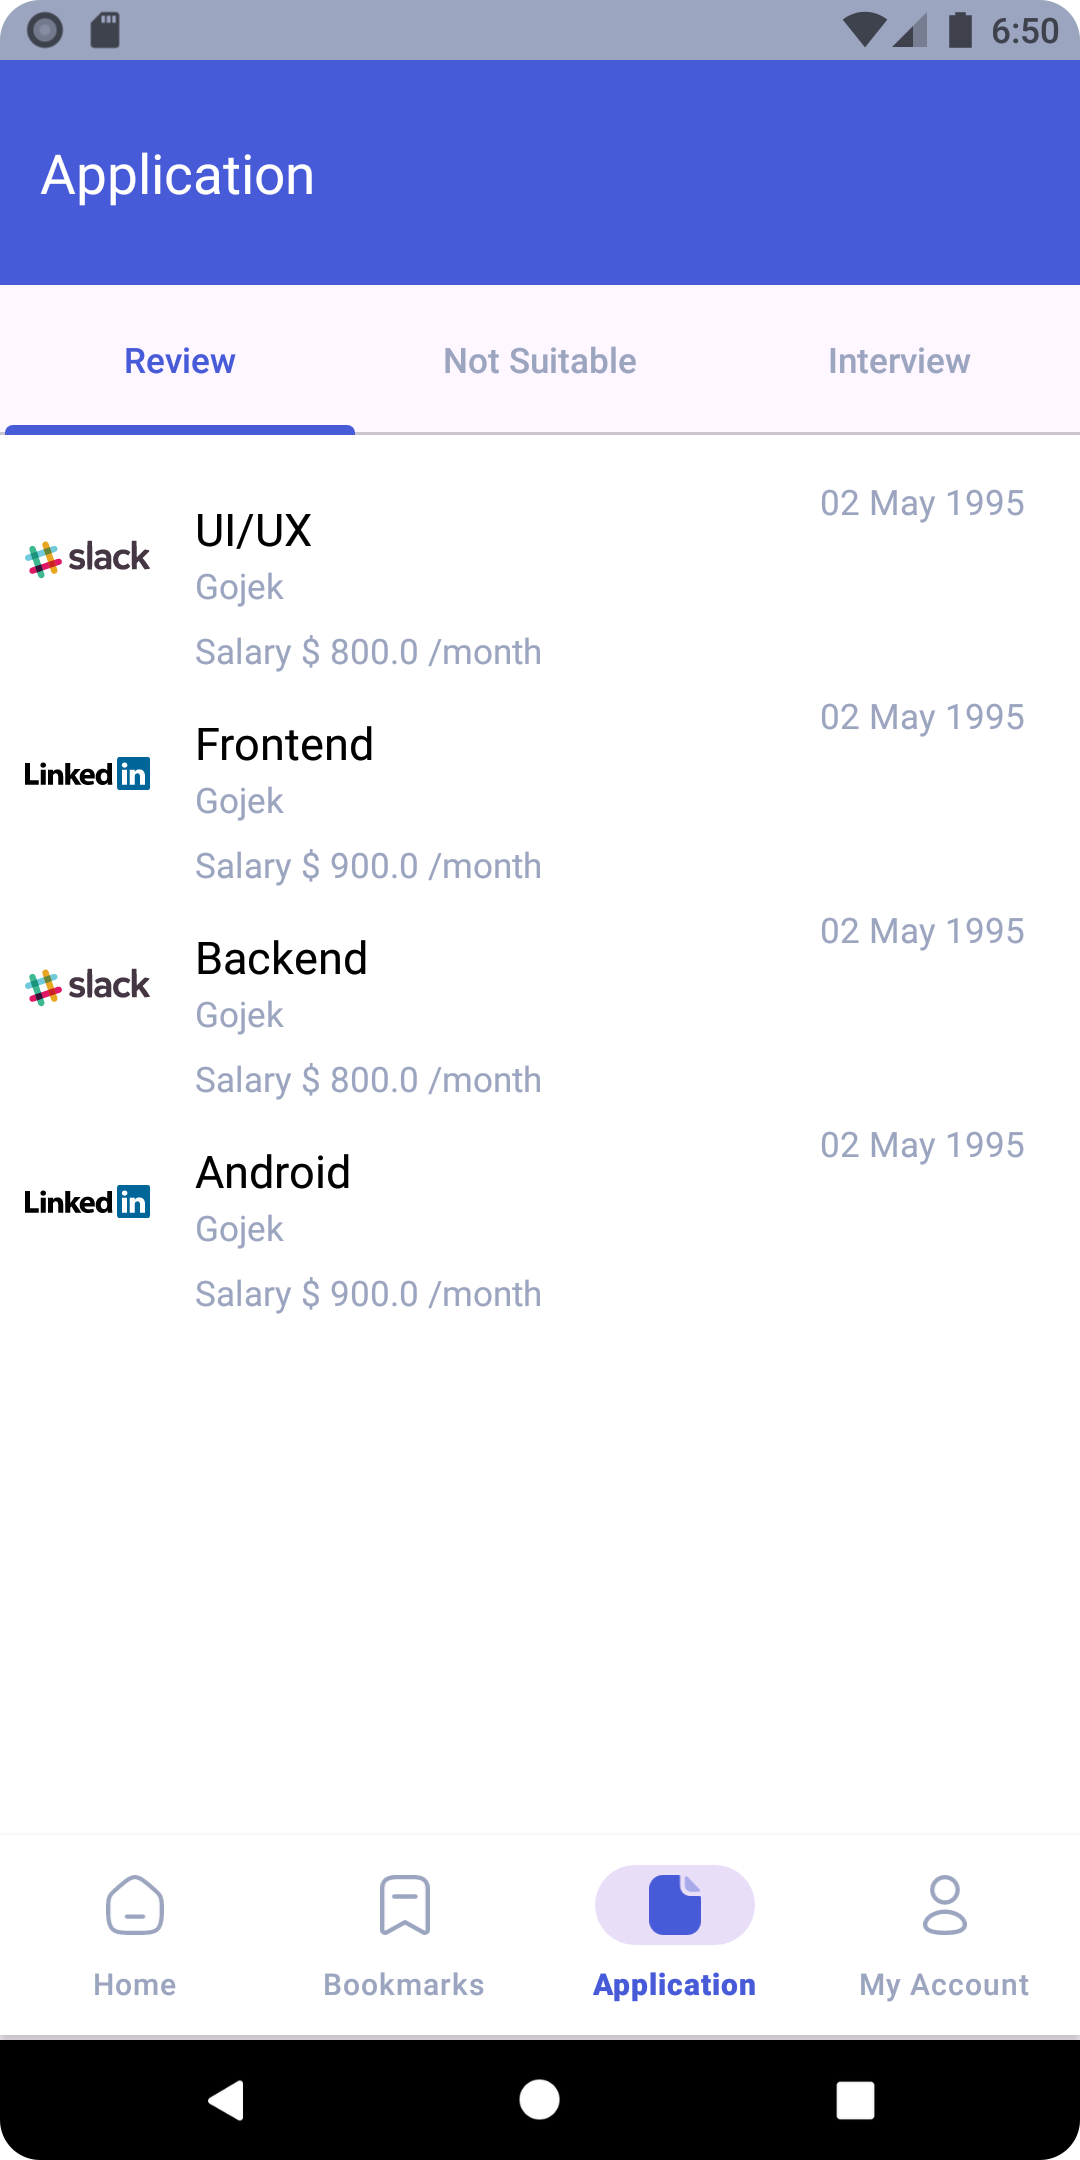 6:50
Application
Review Not Suitable Interview
02 May 1995
UI/UX
slack
Gojek
Salary $ 800.0 /month
02 May 1995
Frontend
Linked in
Gojek
Salary $ 900.0 /month
02 May 1995
Backend
slack
Gojek
Salary $ 800.0 /month
02 May 1995
Android
Linked in
Gojek
Salary $ 900.0 /month
Home Bookmarks Application My Account